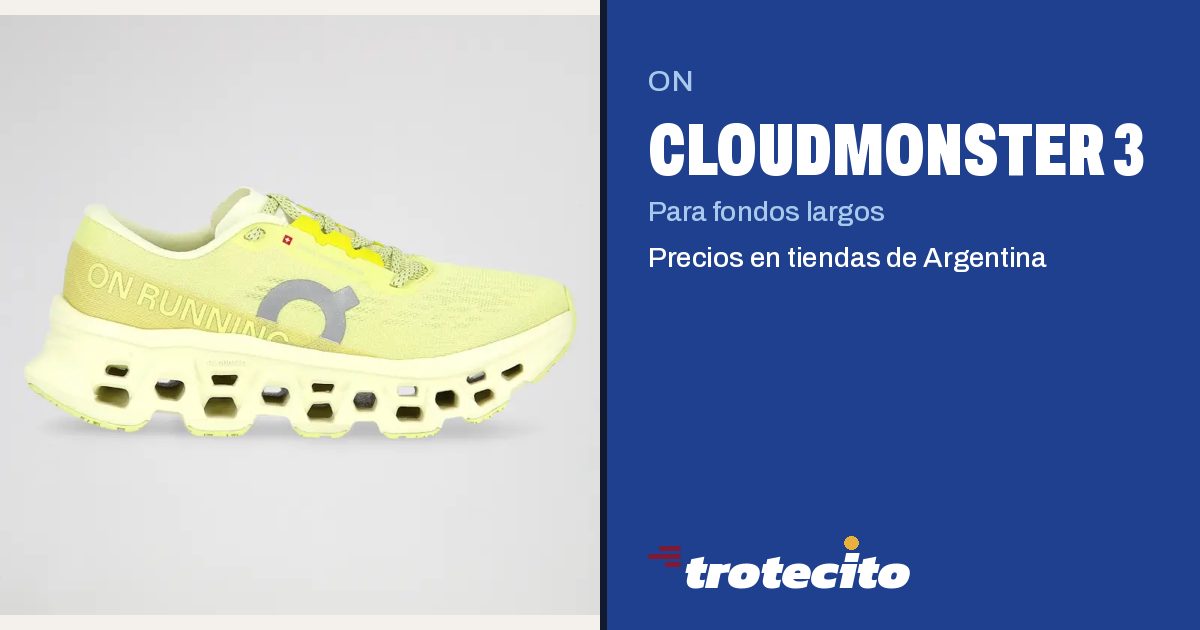 ON RUNNING
ON
CLOUDMONSTER 3
Para fondos largos
Precios en tiendas de Argentina
trotecito